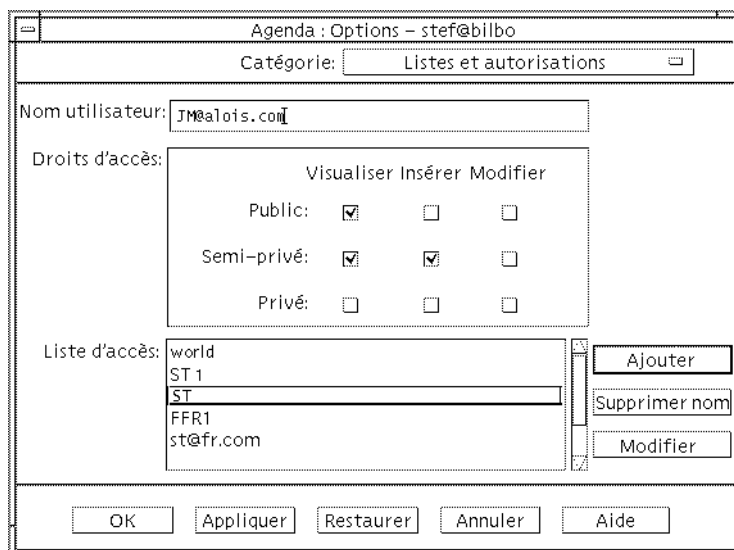 Agenda : Options – stef@bilbo
Catégorie: Listes et autorisations
Nom utilisateur: JM@alois.com
Droits d'accès:
Visualiser Insérer Modifier
Public:
Semi–privé:
Privé:
Liste d'accès:
world
ST 1
ST
FFR1
st@fr.com
Ajouter
Supprimer nom
Modifier
OK Appliquer Restaurer Annuler Aide